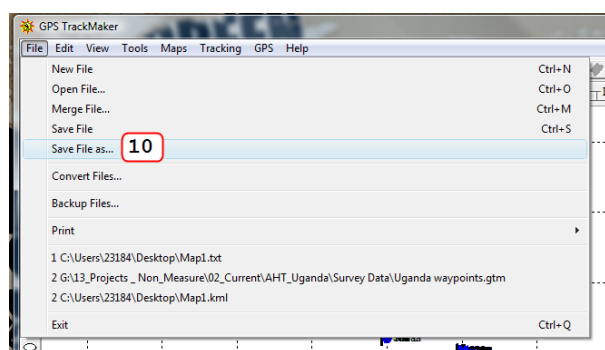 GPS TrackMaker
File Edit View Tools Maps Tracking GPS Help
New File Ctrl+N
Open File... Ctrl+O
Merge File... Ctrl+M
Save File Ctrl+S
Save File as... 10
Convert Files...
Backup Files...
Print
1 C:\Users\23184\Desktop\Map1.txt
2 G:\13_Projects _ Non_Measure\02_Current\AHT_Uganda\Survey Data\Uganda waypoints.gtm
2 C:\Users\23184\Desktop\Map1.kml
Exit Ctrl+Q